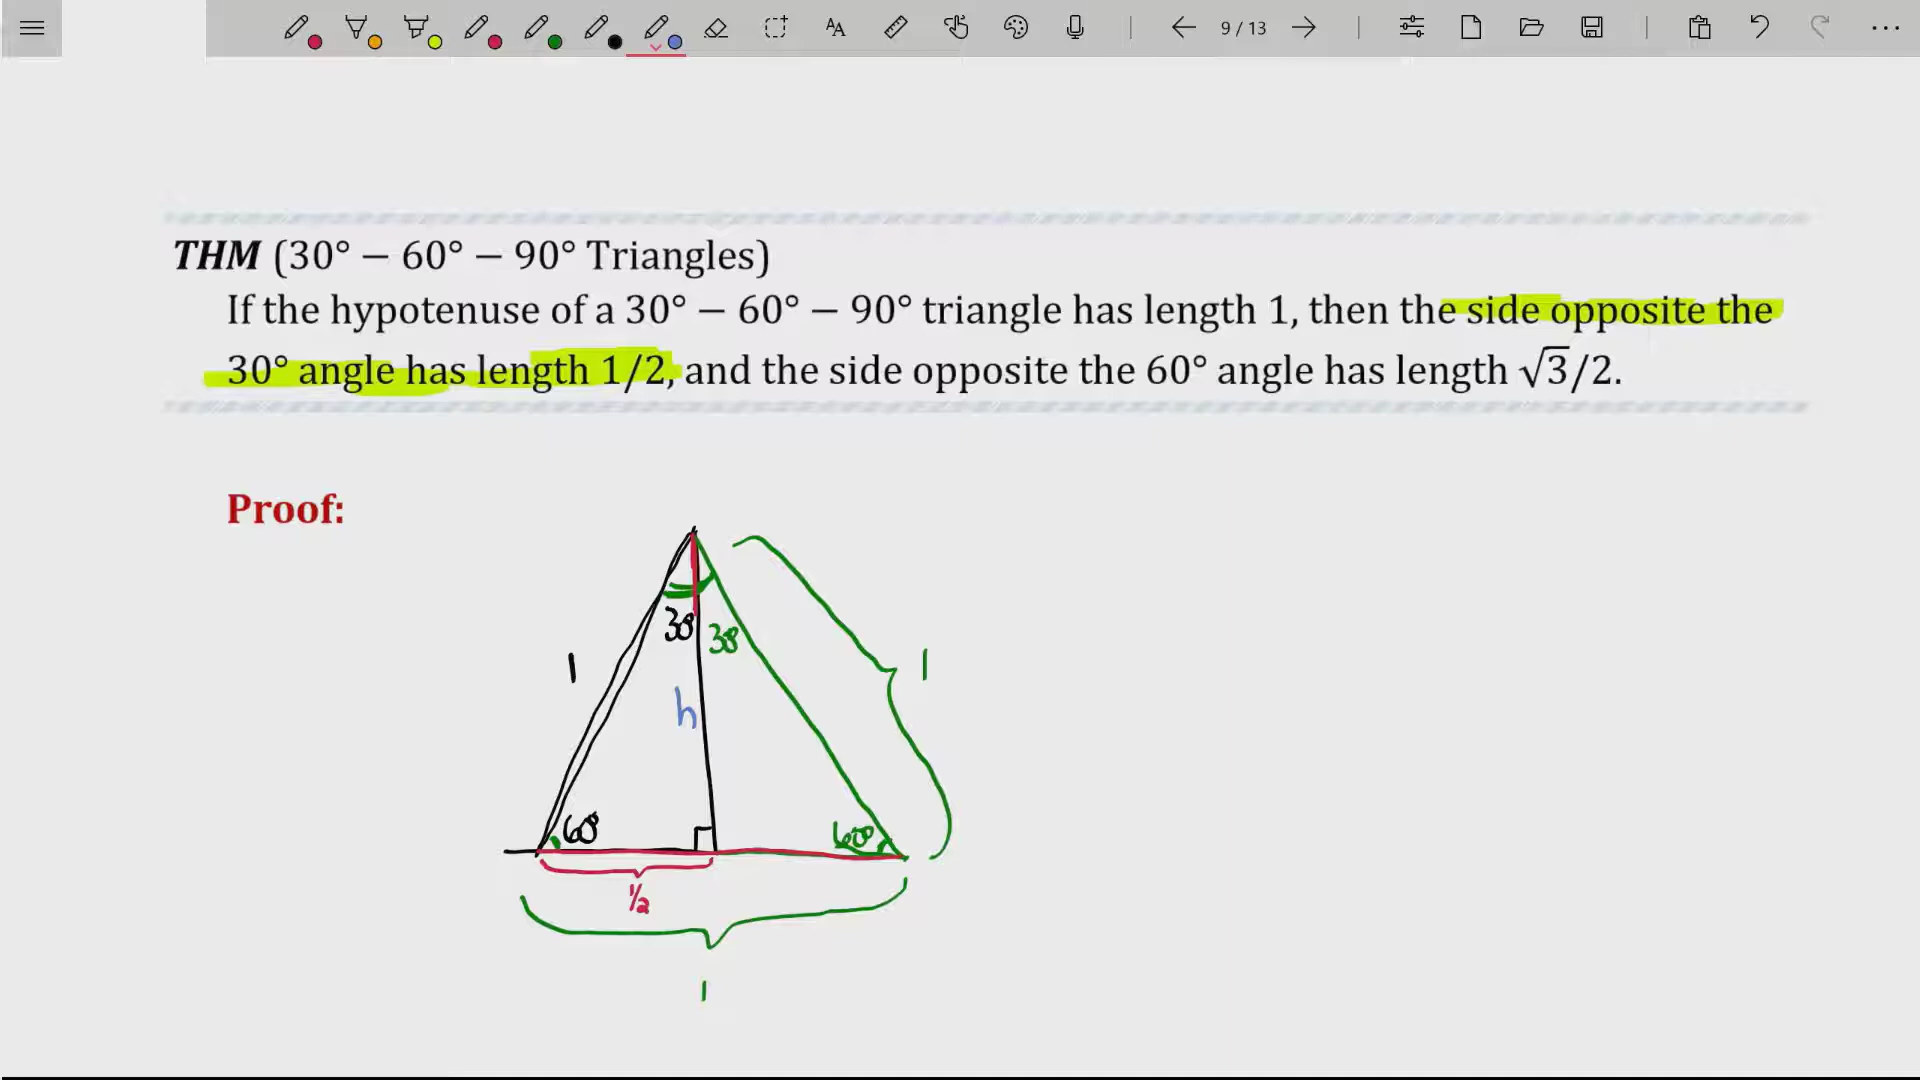 9 / 13
THM (30° − 60° − 90° Triangles)
If the hypotenuse of a 30° − 60° − 90° triangle has length 1, then the side opposite the
30° angle has length 1/2, and the side opposite the 60° angle has length √3/2.
Proof:
30° 30°
1 1
h
60° 60°
1/2
1